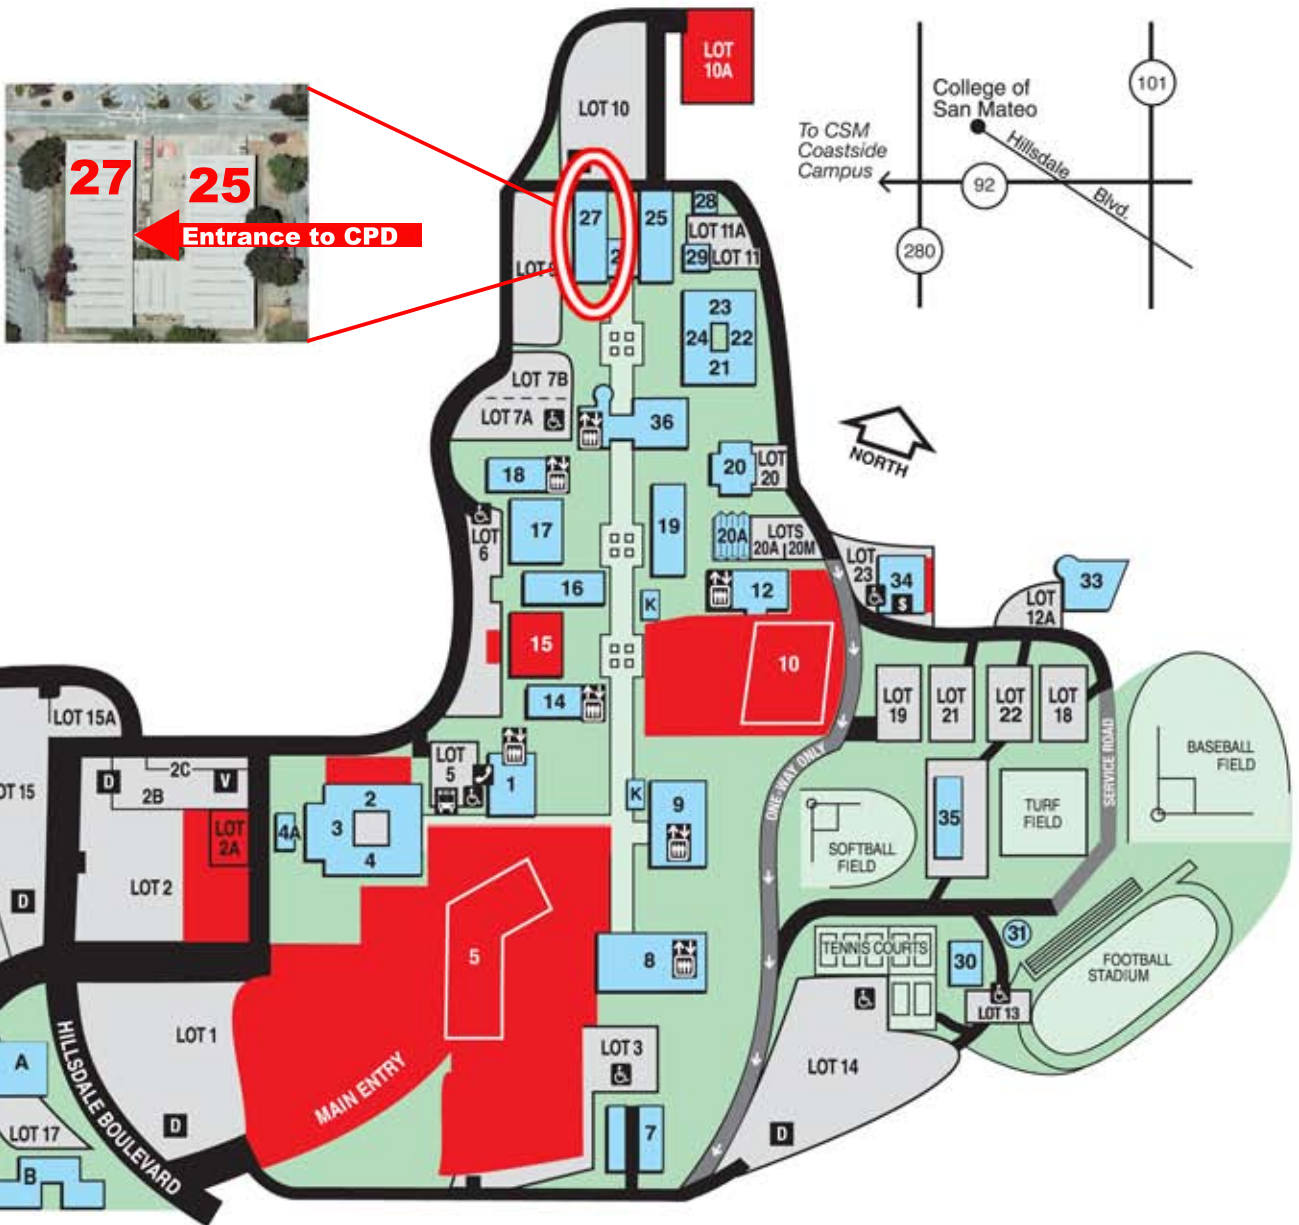 LOT
10A
LOT 10
College of
San Mateo
101
To CSM
Coastside
Campus
Hillsdale
Blvd.
92
280
27
25
Entrance to CPD
27
25
28
LOT 11A
29
LOT 11
LOT 9
2
23
24
22
21
LOT 7B
LOT 7A
36
NORTH
18
20
LOT
20
17
19
LOT
6
20A
LOTS
20A
20M
LOT
23
34
$
33
16
12
K
LOT
12A
15
10
14
LOT
19
LOT
21
LOT
22
LOT
18
LOT 15A
LOT
5
1
ONE-WAY ONLY
SERVICE ROAD
BASEBALL
FIELD
OT 15
D
2C
V
2B
2
3
4
4A
K
9
35
TURF
FIELD
SOFTBALL
FIELD
LOT
2A
LOT 2
D
5
8
TENNIS COURTS
30
31
FOOTBALL
STADIUM
LOT 13
LOT 1
HILLSDALE BOULEVARD
MAIN ENTRY
LOT 3
LOT 14
A
D
7
D
LOT 17
B